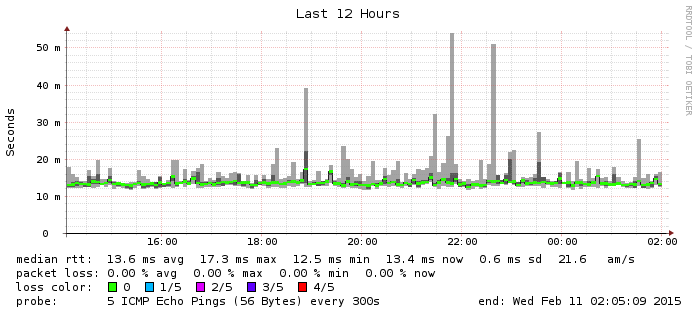 Last 12 Hours
RRDTOOL / TOBI OETIKER
Seconds
50 m
40 m
30 m
20 m
10 m
0
16:00 18:00 20:00 22:00 00:00 02:00
median rtt: 13.6 ms avg 17.3 ms max 12.5 ms min 13.4 ms now 0.6 ms sd 21.6 am/s
packet loss: 0.00 % avg 0.00 % max 0.00 % min 0.00 % now
loss color: 0 1/5 2/5 3/5 4/5
probe: 5 ICMP Echo Pings (56 Bytes) every 300s end: Wed Feb 11 02:05:09 2015